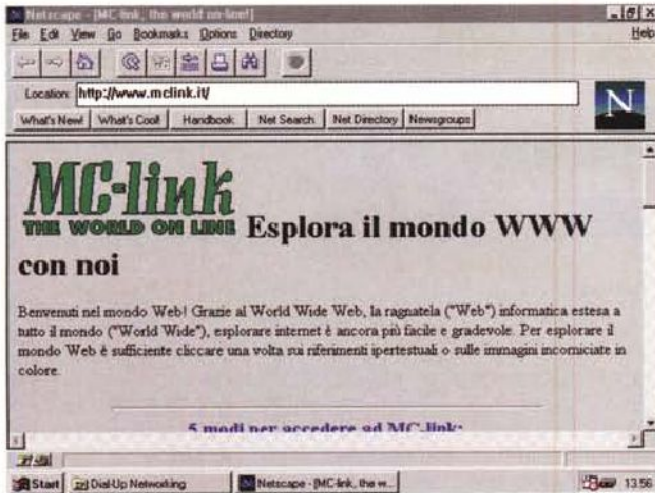 Netscape - [MC-link, the world on-line!]
File Edit View Go Bookmarks Options Directory Help
Location: http://www.mclink.it/
What's New! What's Cool! Handbook Net Search Net Directory Newsgroups
N
MC-link
THE WORLD ON LINE
Esplora il mondo WWW
con noi
Benvenuti nel mondo Web! Grazie al World Wide Web, la ragnatela ("Web") informatica estesa a
tutto il mondo ("World Wide"), esplorare internet è ancora più facile e gradevole. Per esplorare il
mondo Web è sufficiente cliccare una volta sui riferimenti ipertestuali o sulle immagini incorniciate in
colore.
5 modi per accedere ad MC-link:
Start Dial-Up Networking Netscape - [MC-link, the w... 13.56